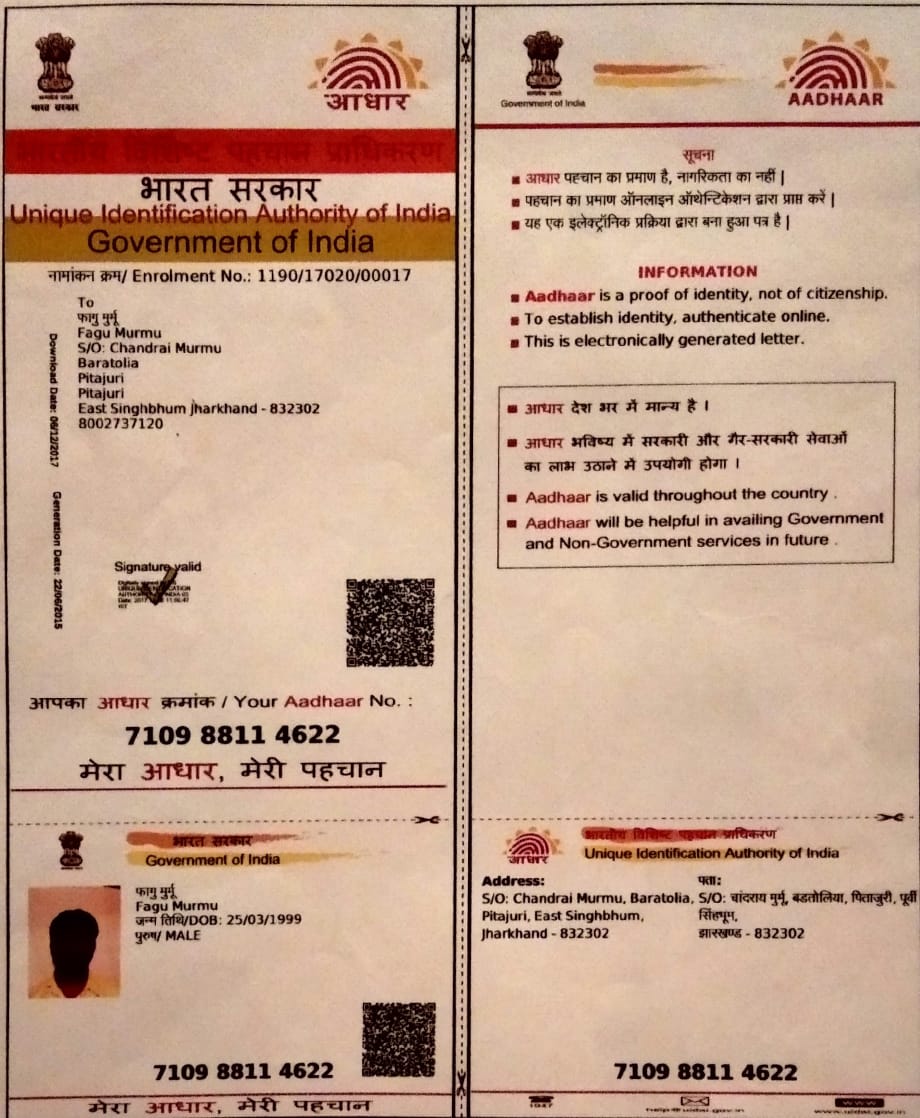 भारत सरकार
आधार
भारतीय विशिष्ट पहचान प्राधिकरण
भारत सरकार
Unique Identification Authority of India
Government of India
नामांकन क्रम/ Enrolment No.: 1190/17020/00017
To
फागु मुर्मू
Fagu Murmu
S/O: Chandrai Murmu
Baratolia
Pitajuri
Pitajuri
East Singhbhum Jharkhand - 832302
8002737120
Download Date: 06/12/2017
Generation Date: 22/06/2015
Signature valid
आपका आधार क्रमांक / Your Aadhaar No. :
7109 8811 4622
मेरा आधार, मेरी पहचान
भारत सरकार
Government of India
फागु मुर्मू
Fagu Murmu
जन्म तिथि/DOB: 25/03/1999
पुरुष/ MALE
7109 8811 4622
मेरा आधार, मेरी पहचान
Government of India
AADHAAR
सूचना
आधार पहचान का प्रमाण है, नागरिकता का नहीं |
पहचान का प्रमाण ऑनलाइन ऑथेन्टिकेशन द्वारा प्राप्त करें |
यह एक इलेक्ट्रॉनिक प्रक्रिया द्वारा बना हुआ पत्र है |
INFORMATION
Aadhaar is a proof of identity, not of citizenship.
To establish identity, authenticate online.
This is electronically generated letter.
आधार देश भर में मान्य है ।
आधार भविष्य में सरकारी और गैर-सरकारी सेवाओं
का लाभ उठाने में उपयोगी होगा ।
Aadhaar is valid throughout the country .
Aadhaar will be helpful in availing Government
and Non-Government services in future .
आधार
भारतीय विशिष्ट पहचान प्राधिकरण
Unique Identification Authority of India
Address:
S/O: Chandrai Murmu, Baratolia,
Pitajuri, East Singhbhum,
Jharkhand - 832302
पता:
S/O: चांदराय मुर्मू, बडतोलिया, पिताजुरी, पूर्वी
सिंहभूम,
झारखण्ड - 832302
7109 8811 4622
1947
help@uidai.gov.in
www
www.uidai.gov.in